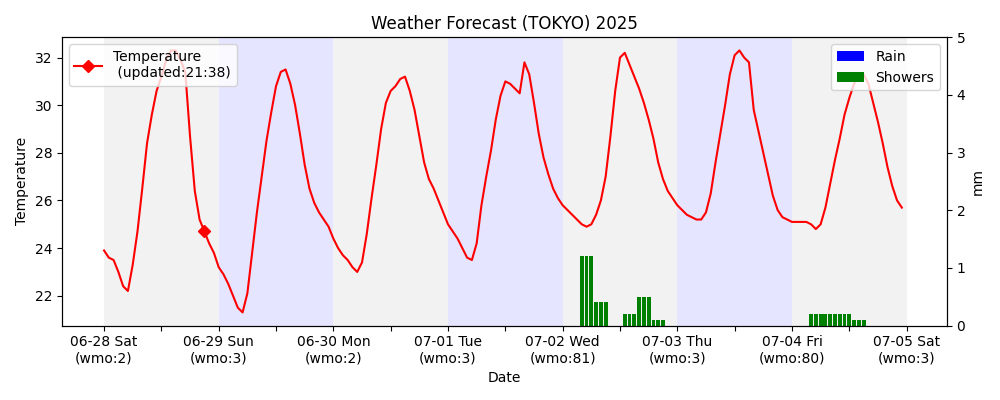 Weather Forecast (TOKYO) 2025
Temperature
(updated:21:38)
Rain
Showers
Temperature
32
30
28
26
24
22
5
4
3
2
1
0
mm
06-28 Sat
(wmo:2)
06-29 Sun
(wmo:3)
06-30 Mon
(wmo:2)
07-01 Tue
(wmo:3)
07-02 Wed
(wmo:81)
07-03 Thu
(wmo:3)
07-04 Fri
(wmo:80)
07-05 Sat
(wmo:3)
Date